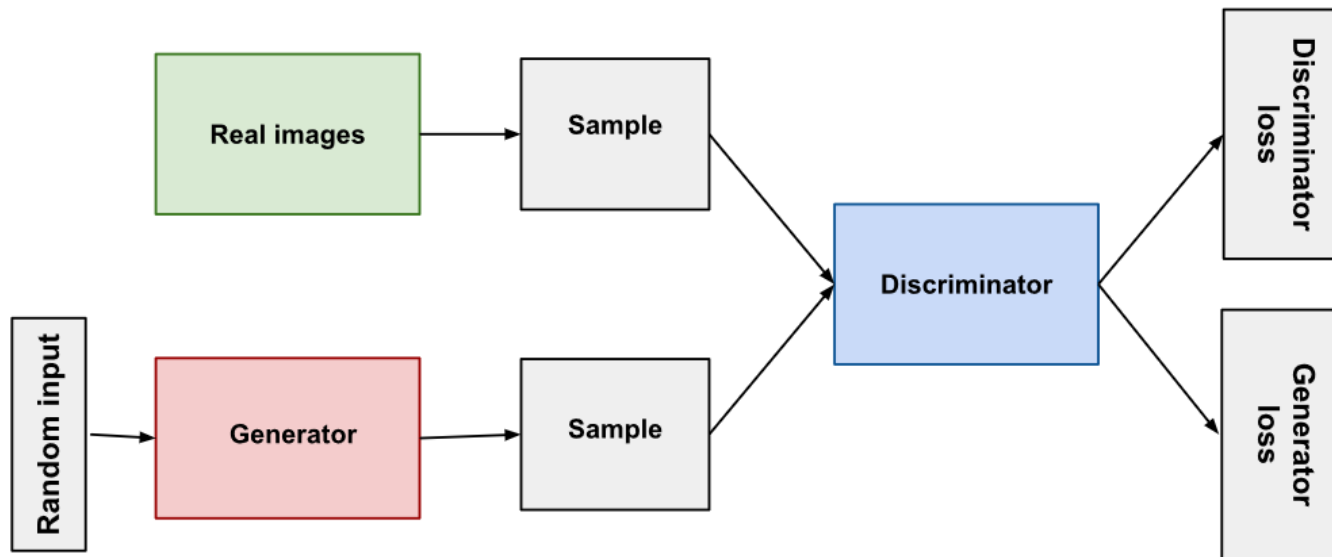 Real images
Sample
Discriminator
loss
Discriminator
Random input
Generator
Sample
Generator
loss